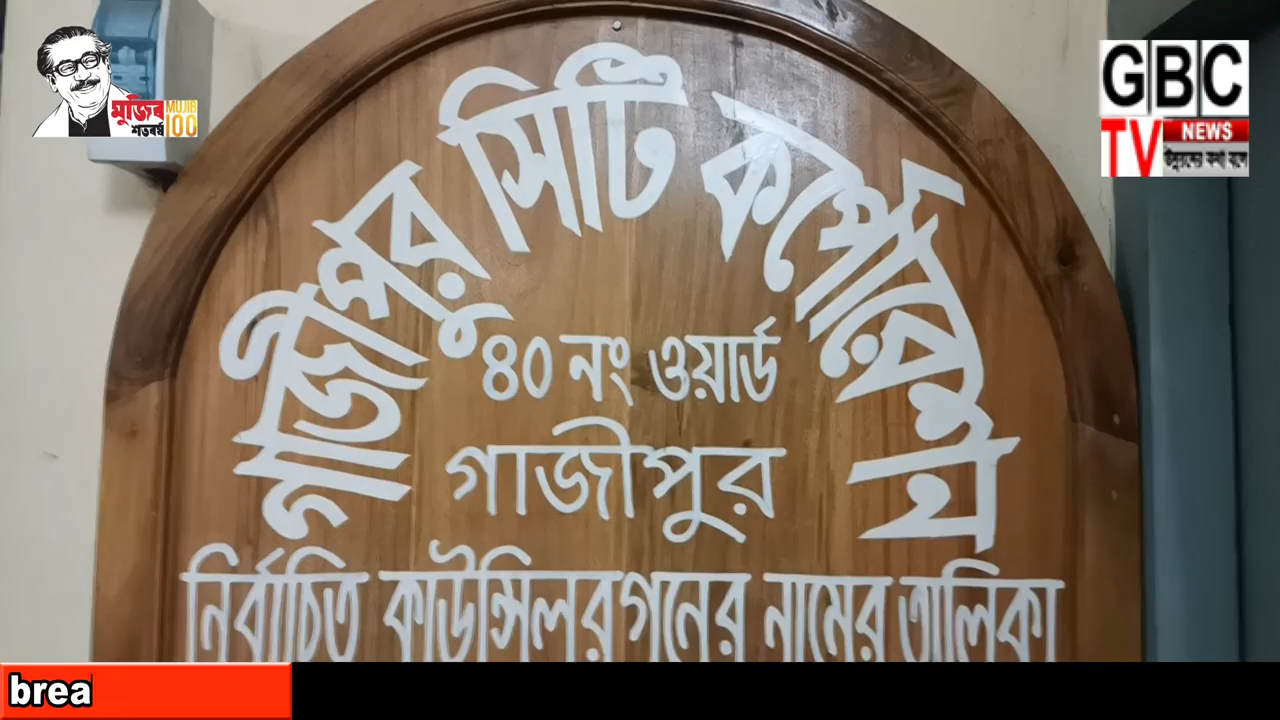 মুজিব
শতবর্ষ
MUJIB
100
GBC
TV NEWS
গাজীপুর সিটি কর্পোরেশন
৪০ নং ওয়ার্ড
গাজীপুর
নির্বাচিত কাউন্সিলরগনের নামের তালিকা
brea